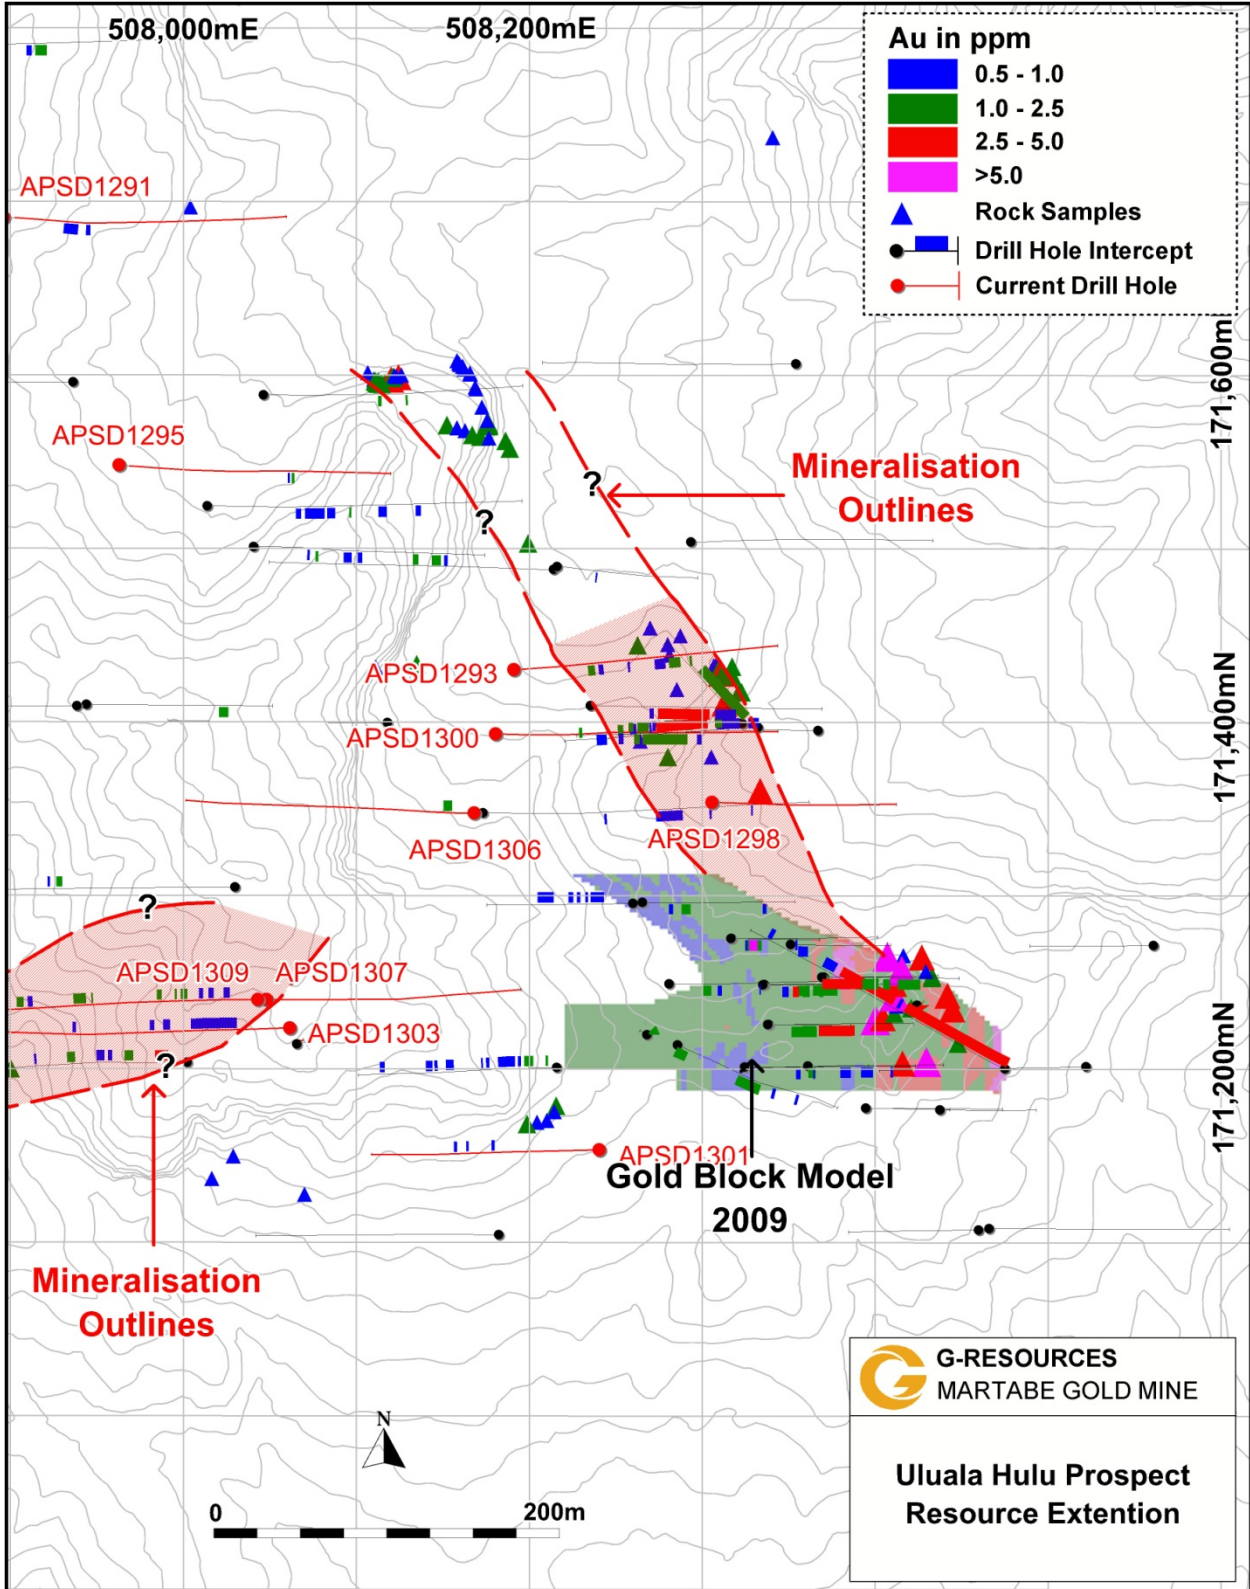 508,000mE
508,200mE
Au in ppm
0.5 - 1.0
1.0 - 2.5
2.5 - 5.0
>5.0
Rock Samples
Drill Hole Intercept
Current Drill Hole
APSD1291
171,600m
APSD1295
Mineralisation
Outlines
?
?
APSD1293
APSD1300
171,400mN
APSD1306
APSD1298
?
APSD1309
APSD1307
APSD1303
?
171,200mN
APSD1301
Gold Block Model
2009
Mineralisation
Outlines
G-RESOURCES
MARTABE GOLD MINE
N
0
200m
Uluala Hulu Prospect
Resource Extention